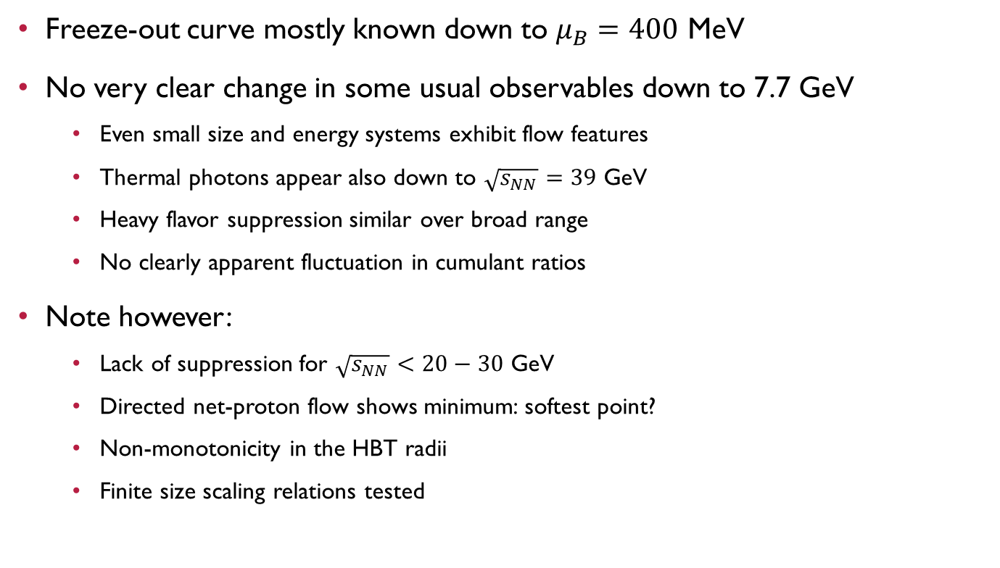 • Freeze-out curve mostly known down to 𝜇_B = 400 MeV
• No very clear change in some usual observables down to 7.7 GeV
• Even small size and energy systems exhibit flow features
• Thermal photons appear also down to √s_NN = 39 GeV
• Heavy flavor suppression similar over broad range
• No clearly apparent fluctuation in cumulant ratios
• Note however:
• Lack of suppression for √s_NN < 20 − 30 GeV
• Directed net-proton flow shows minimum: softest point?
• Non-monotonicity in the HBT radii
• Finite size scaling relations tested